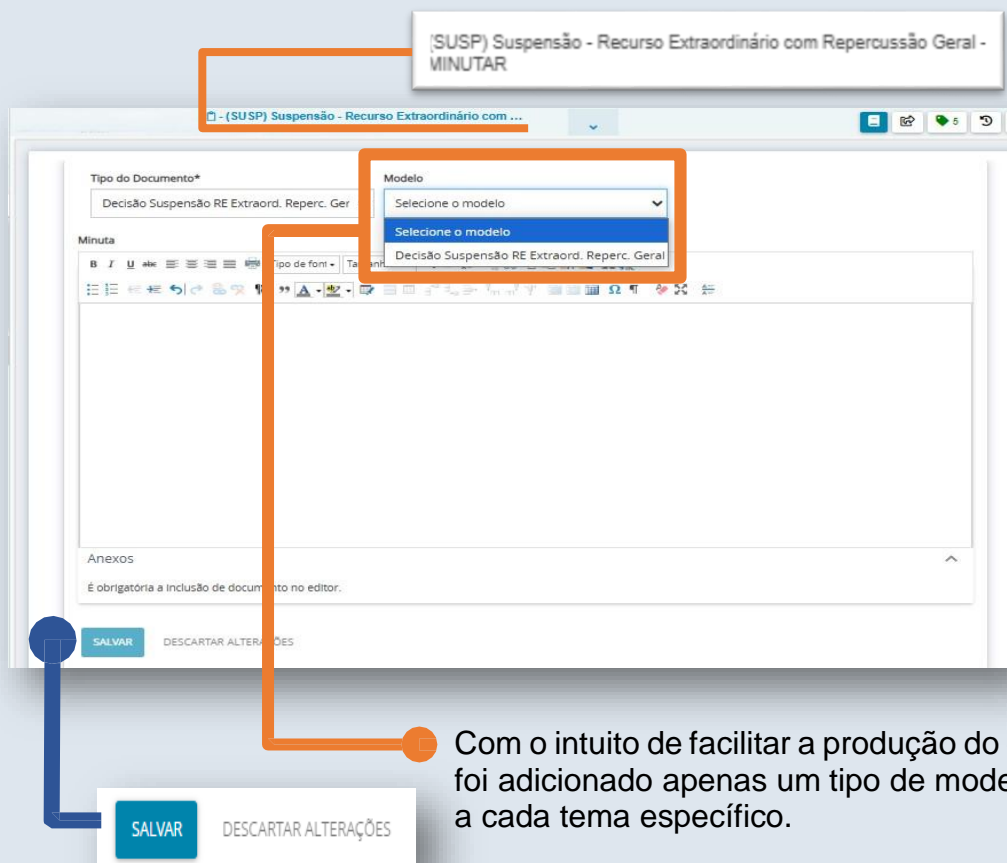 (SUSP) Suspensão - Recurso Extraordinário com Repercussão Geral -
MINUTAR
- (SUSP) Suspensão - Recurso Extraordinário com ...
5
Tipo do Documento*
Modelo
Decisão Suspensão RE Extraord. Reperc. Ger
Selecione o modelo
Selecione o modelo
Decisão Suspensão RE Extraord. Reperc. Geral
Minuta
B I U abc Tipo de font
Anexos
É obrigatória a inclusão de documento no editor.
SALVAR DESCARTAR ALTERAÇÕES
Com o intuito de facilitar a produção do
foi adicionado apenas um tipo de mode
a cada tema específico.
SALVAR DESCARTAR ALTERAÇÕES